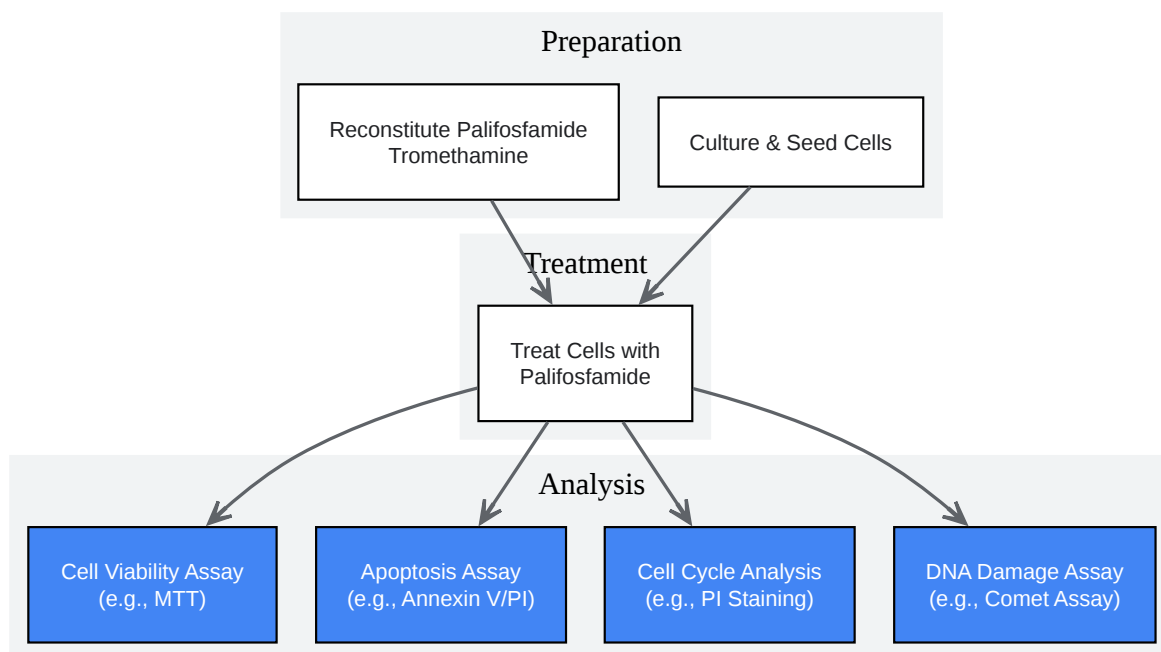 Preparation
Reconstitute Palifosfamide
Tromethamine
Culture & Seed Cells
Treatment
Treat Cells with
Palifosfamide
Analysis
Cell Viability Assay
(e.g., MTT)
Apoptosis Assay
(e.g., Annexin V/PI)
Cell Cycle Analysis
(e.g., PI Staining)
DNA Damage Assay
(e.g., Comet Assay)